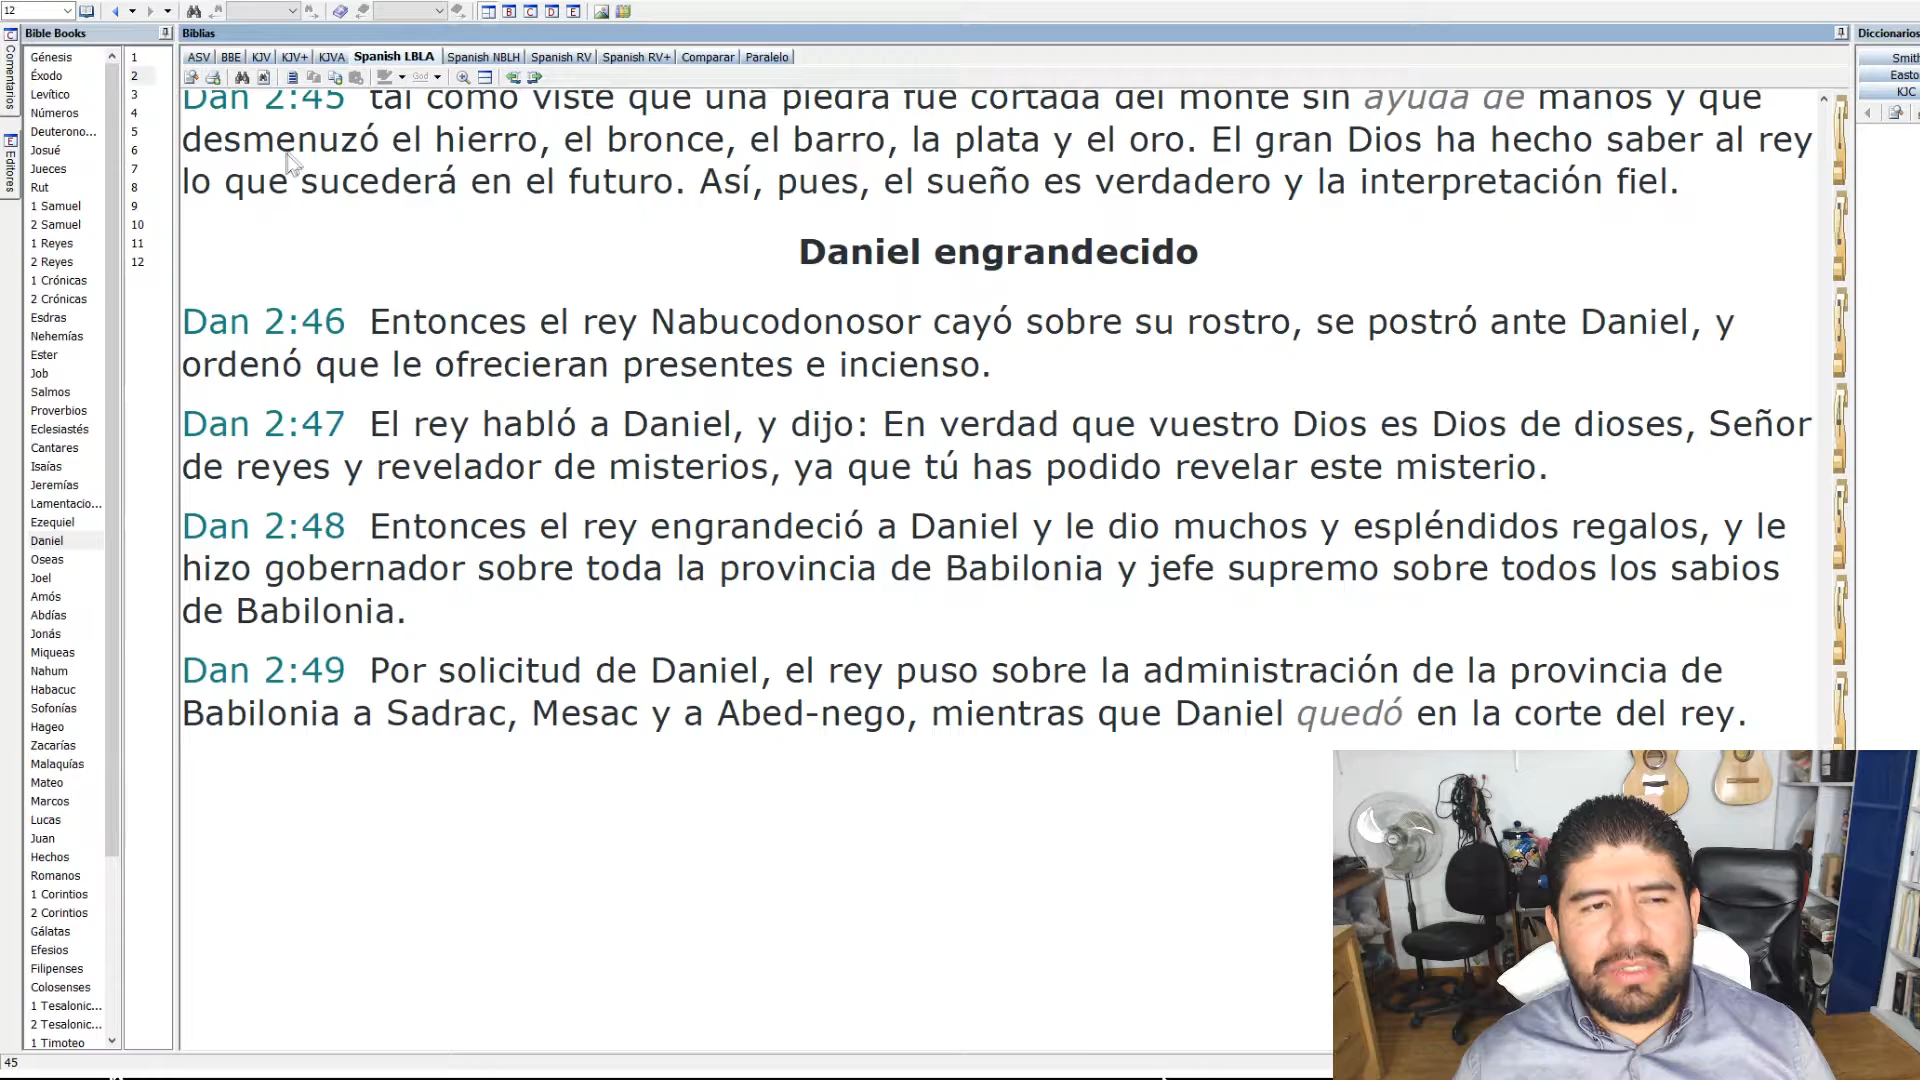 12
Bible Books
Biblias
Diccionarios
Comentarios
Editores
ASV BBE KJV KJV+ KJVA Spanish LBLA Spanish NBLH Spanish RV Spanish RV+ Comparar Paralelo
God
Smith
Easto
KJC
Génesis
Éxodo
Levítico
Números
Deuterono...
Josué
Jueces
Rut
1 Samuel
2 Samuel
1 Reyes
2 Reyes
1 Crónicas
2 Crónicas
Esdras
Nehemías
Ester
Job
Salmos
Proverbios
Eclesiastés
Cantares
Isaías
Jeremías
Lamentacio...
Ezequiel
Daniel
Oseas
Joel
Amós
Abdías
Jonás
Miqueas
Nahum
Habacuc
Sofonías
Hageo
Zacarías
Malaquías
Mateo
Marcos
Lucas
Juan
Hechos
Romanos
1 Corintios
2 Corintios
Gálatas
Efesios
Filipenses
Colosenses
1 Tesalonic...
2 Tesalonic...
1 Timoteo
1
2
3
4
5
6
7
8
9
10
11
12
Dan 2:45 tal como viste que una piedra fue cortada del monte sin ayuda de manos y que
desmenuzó el hierro, el bronce, el barro, la plata y el oro. El gran Dios ha hecho saber al rey
lo que sucederá en el futuro. Así, pues, el sueño es verdadero y la interpretación fiel.
Daniel engrandecido
Dan 2:46 Entonces el rey Nabucodonosor cayó sobre su rostro, se postró ante Daniel, y
ordenó que le ofrecieran presentes e incienso.
Dan 2:47 El rey habló a Daniel, y dijo: En verdad que vuestro Dios es Dios de dioses, Señor
de reyes y revelador de misterios, ya que tú has podido revelar este misterio.
Dan 2:48 Entonces el rey engrandeció a Daniel y le dio muchos y espléndidos regalos, y le
hizo gobernador sobre toda la provincia de Babilonia y jefe supremo sobre todos los sabios
de Babilonia.
Dan 2:49 Por solicitud de Daniel, el rey puso sobre la administración de la provincia de
Babilonia a Sadrac, Mesac y a Abed-nego, mientras que Daniel quedó en la corte del rey.
45